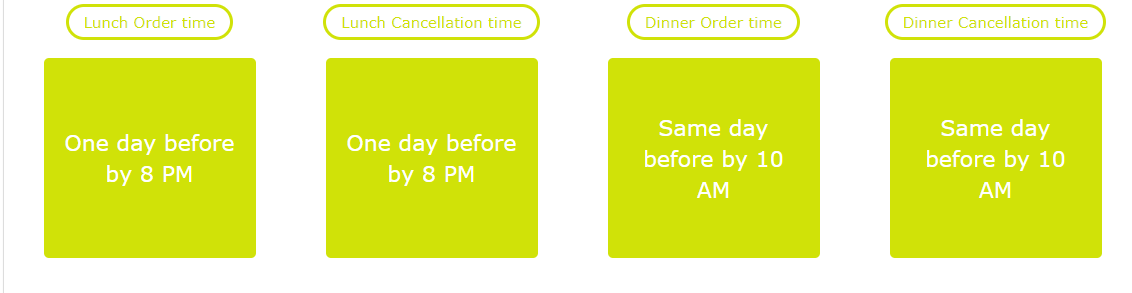 Lunch Order time
Lunch Cancellation time
Dinner Order time
Dinner Cancellation time
One day before
by 8 PM
One day before
by 8 PM
Same day
before by 10
AM
Same day
before by 10
AM